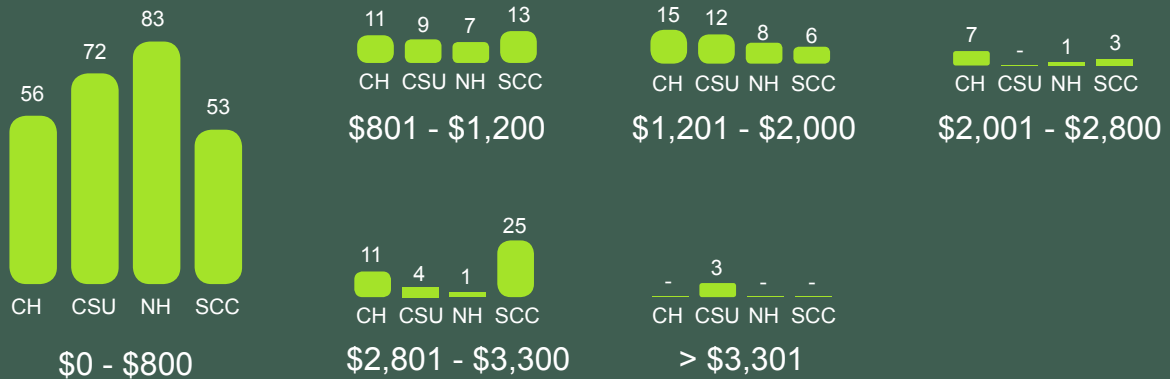 56 72 83 53
CH CSU NH SCC
$0 - $800
11 9 7 13
CH CSU NH SCC
$801 - $1,200
15 12 8 6
CH CSU NH SCC
$1,201 - $2,000
7 - 1 3
CH CSU NH SCC
$2,001 - $2,800
11 4 1 25
CH CSU NH SCC
$2,801 - $3,300
- 3 - -
CH CSU NH SCC
> $3,301